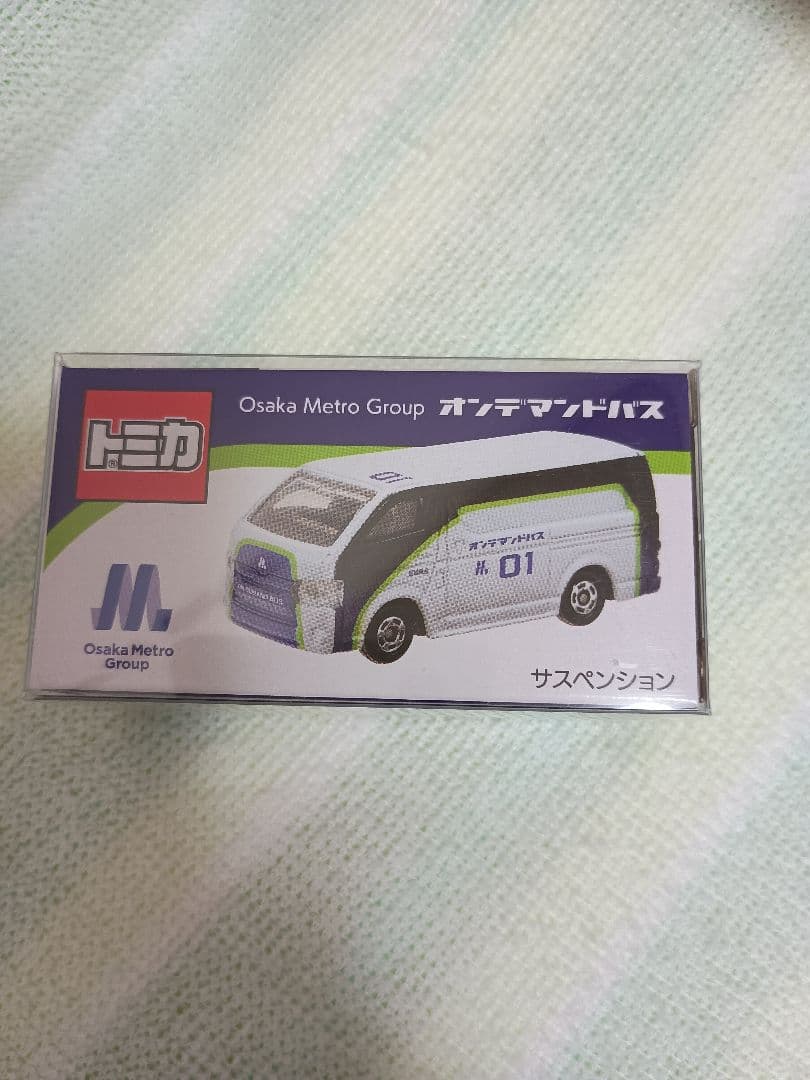 Osaka Metro Group オンデマンドバス
トミカ®
01
オンデマンドバス
01
Osaka Metro
Group
サスペンション